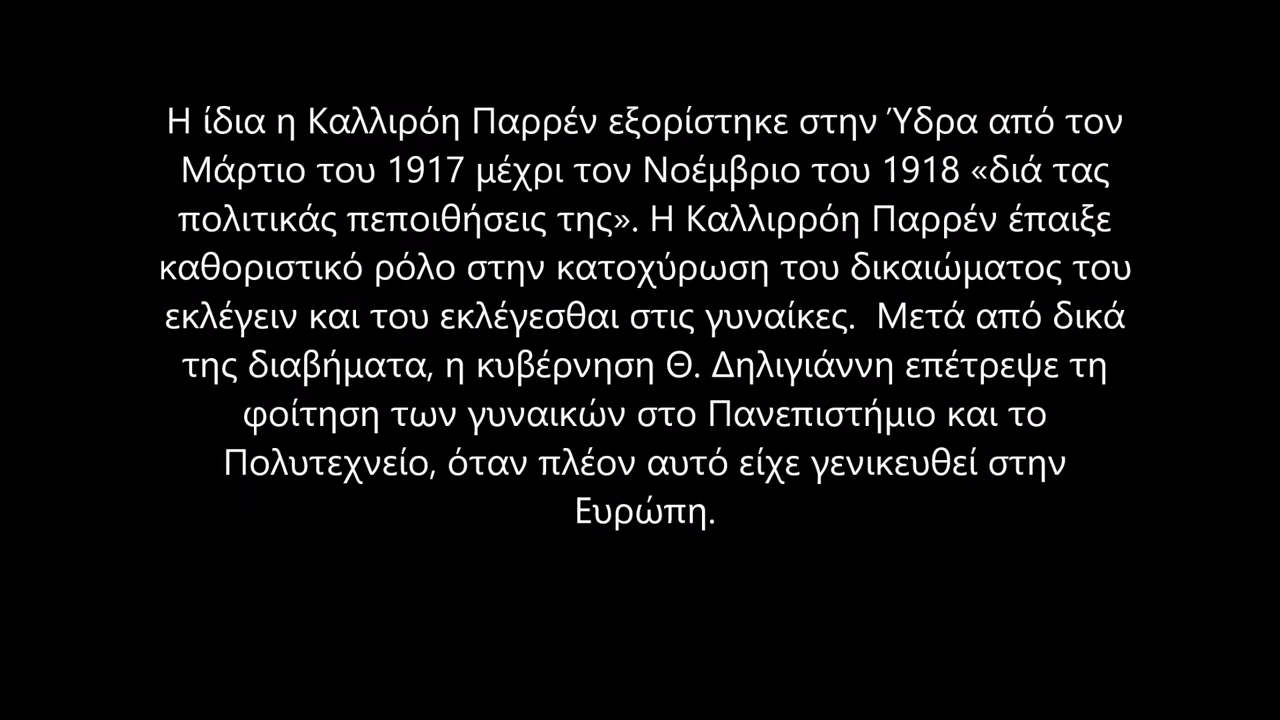 Η ίδια η Καλλιρόη Παρρέν εξορίστηκε στην Ύδρα από τον
Μάρτιο του 1917 μέχρι τον Νοέμβριο του 1918 «διά τας
πολιτικάς πεποιθήσεις της». Η Καλλιρρόη Παρρέν έπαιξε
καθοριστικό ρόλο στην κατοχύρωση του δικαιώματος του
εκλέγειν και του εκλέγεσθαι στις γυναίκες.  Μετά από δικά
της διαβήματα, η κυβέρνηση Θ. Δηλιγιάννη επέτρεψε τη
φοίτηση των γυναικών στο Πανεπιστήμιο και το
Πολυτεχνείο, όταν πλέον αυτό είχε γενικευθεί στην
Ευρώπη.